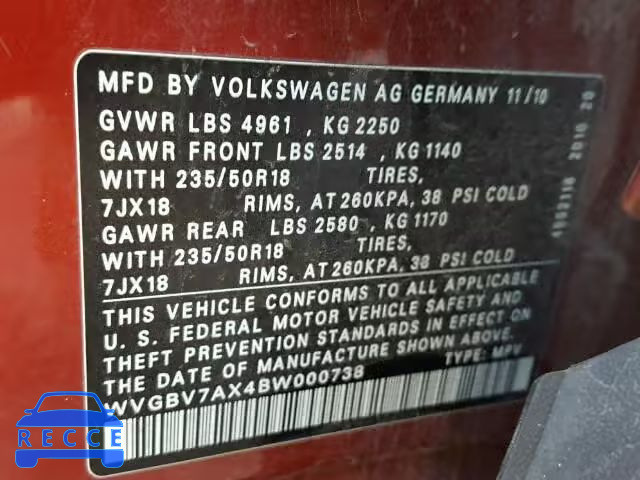 MFD BY VOLKSWAGEN AG GERMANY 11/10
GVWR LBS 4961 , KG 2250
GAWR FRONT LBS 2514 , KG 1140
WITH 235/50R18 TIRES,
7JX18 RIMS, AT 260KPA, 38 PSI COLD
GAWR REAR LBS 2580 , KG 1170
WITH 235/50R18 TIRES,
7JX18 RIMS, AT 260KPA, 38 PSI COLD
THIS VEHICLE CONFORMS TO ALL APPLICABLE
U. S. FEDERAL MOTOR VEHICLE SAFETY AND
THEFT PREVENTION STANDARDS IN EFFECT ON
THE DATE OF MANUFACTURE SHOWN ABOVE.
WVGBV7AX4BW000738 TYPE: MPV
2010 20
RECCE
RECCE